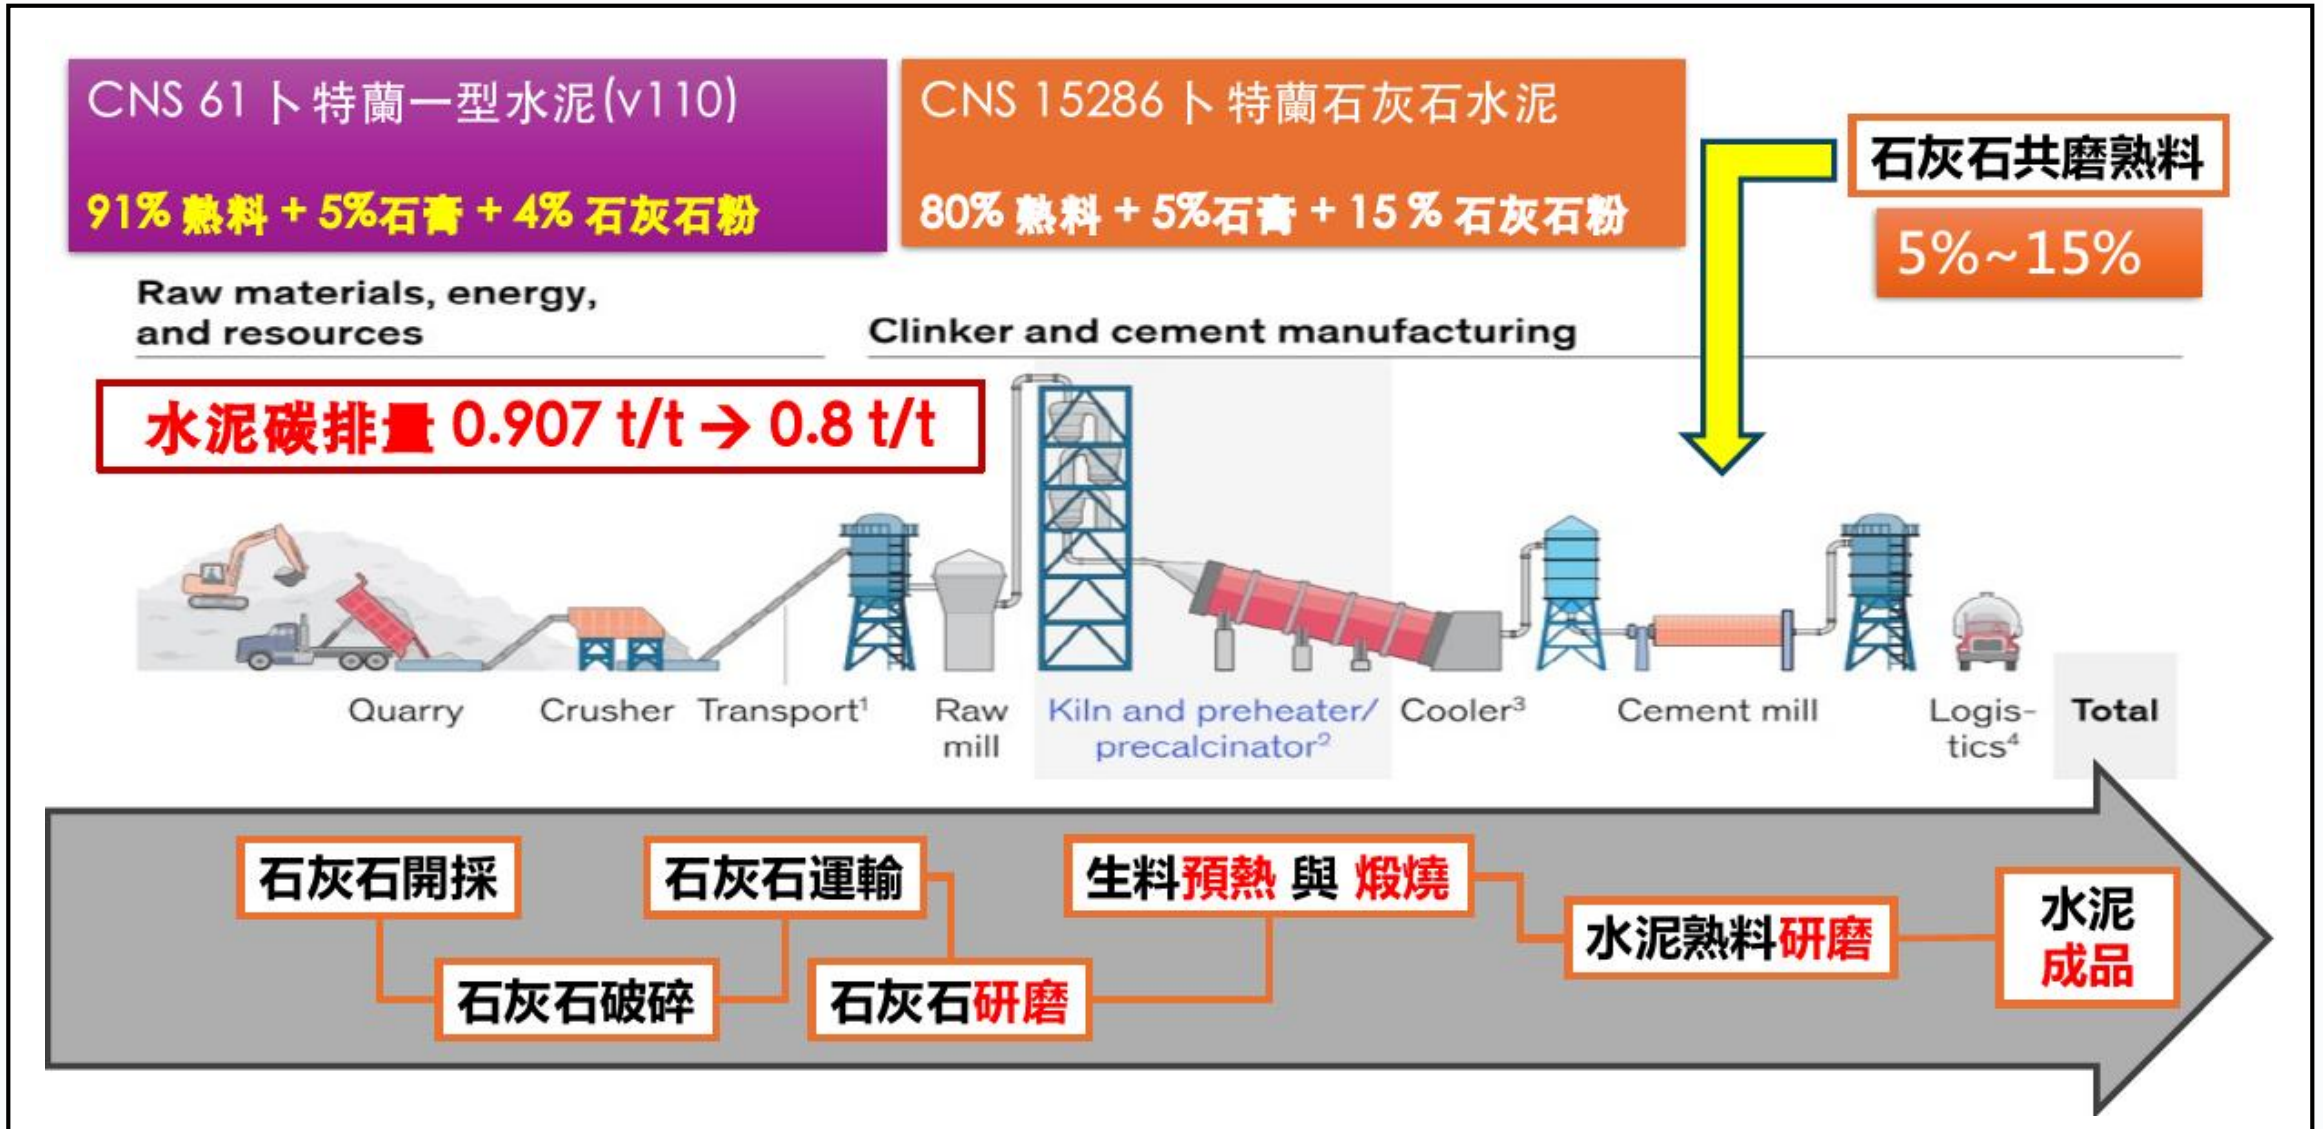 CNS 61 卜特蘭一型水泥(v110)
91% 熟料 + 5%石膏 + 4% 石灰石粉
CNS 15286 卜特蘭石灰石水泥
80% 熟料 + 5%石膏 + 15 % 石灰石粉
石灰石共磨熟料
5%~15%
Raw materials, energy,
and resources
Clinker and cement manufacturing
水泥碳排量 0.907 t/t → 0.8 t/t
Quarry
Crusher
Transport¹
Raw
mill
Kiln and preheater/
precalcinator²
Cooler³
Cement mill
Logis-
tics⁴
Total
石灰石開採
石灰石破碎
石灰石運輸
石灰石研磨
生料預熱 與 煅燒
水泥熟料研磨
水泥
成品